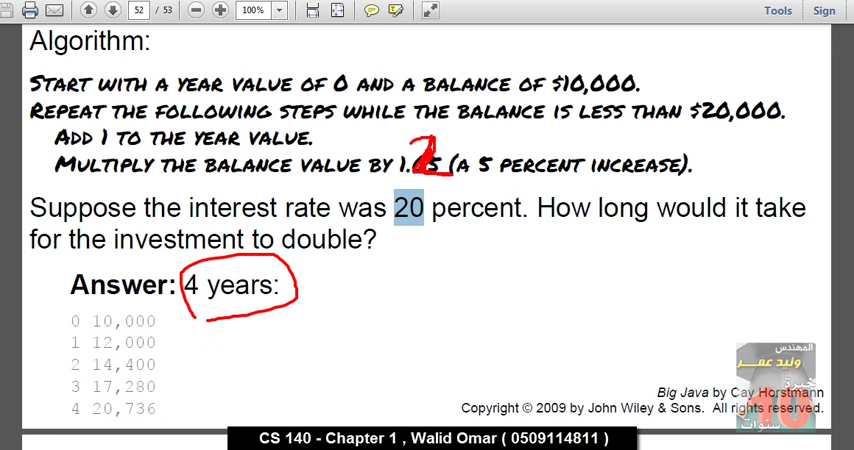 52 / 53 100% Tools Sign
Algorithm:
START WITH A YEAR VALUE OF 0 AND A BALANCE OF $10,000.
REPEAT THE FOLLOWING STEPS WHILE THE BALANCE IS LESS THAN $20,000.
ADD 1 TO THE YEAR VALUE.
MULTIPLY THE BALANCE VALUE BY 1.05 (A 5 PERCENT INCREASE).
2
Suppose the interest rate was 20 percent. How long would it take
for the investment to double?
Answer: 4 years:
0 10,000
1 12,000
2 14,400
3 17,280
4 20,736
المهندس
وليد عمر
خبرة
10
سنوات
Big Java by Cay Horstmann
Copyright © 2009 by John Wiley & Sons. All rights reserved.
CS 140 - Chapter 1 , Walid Omar ( 0509114811 )